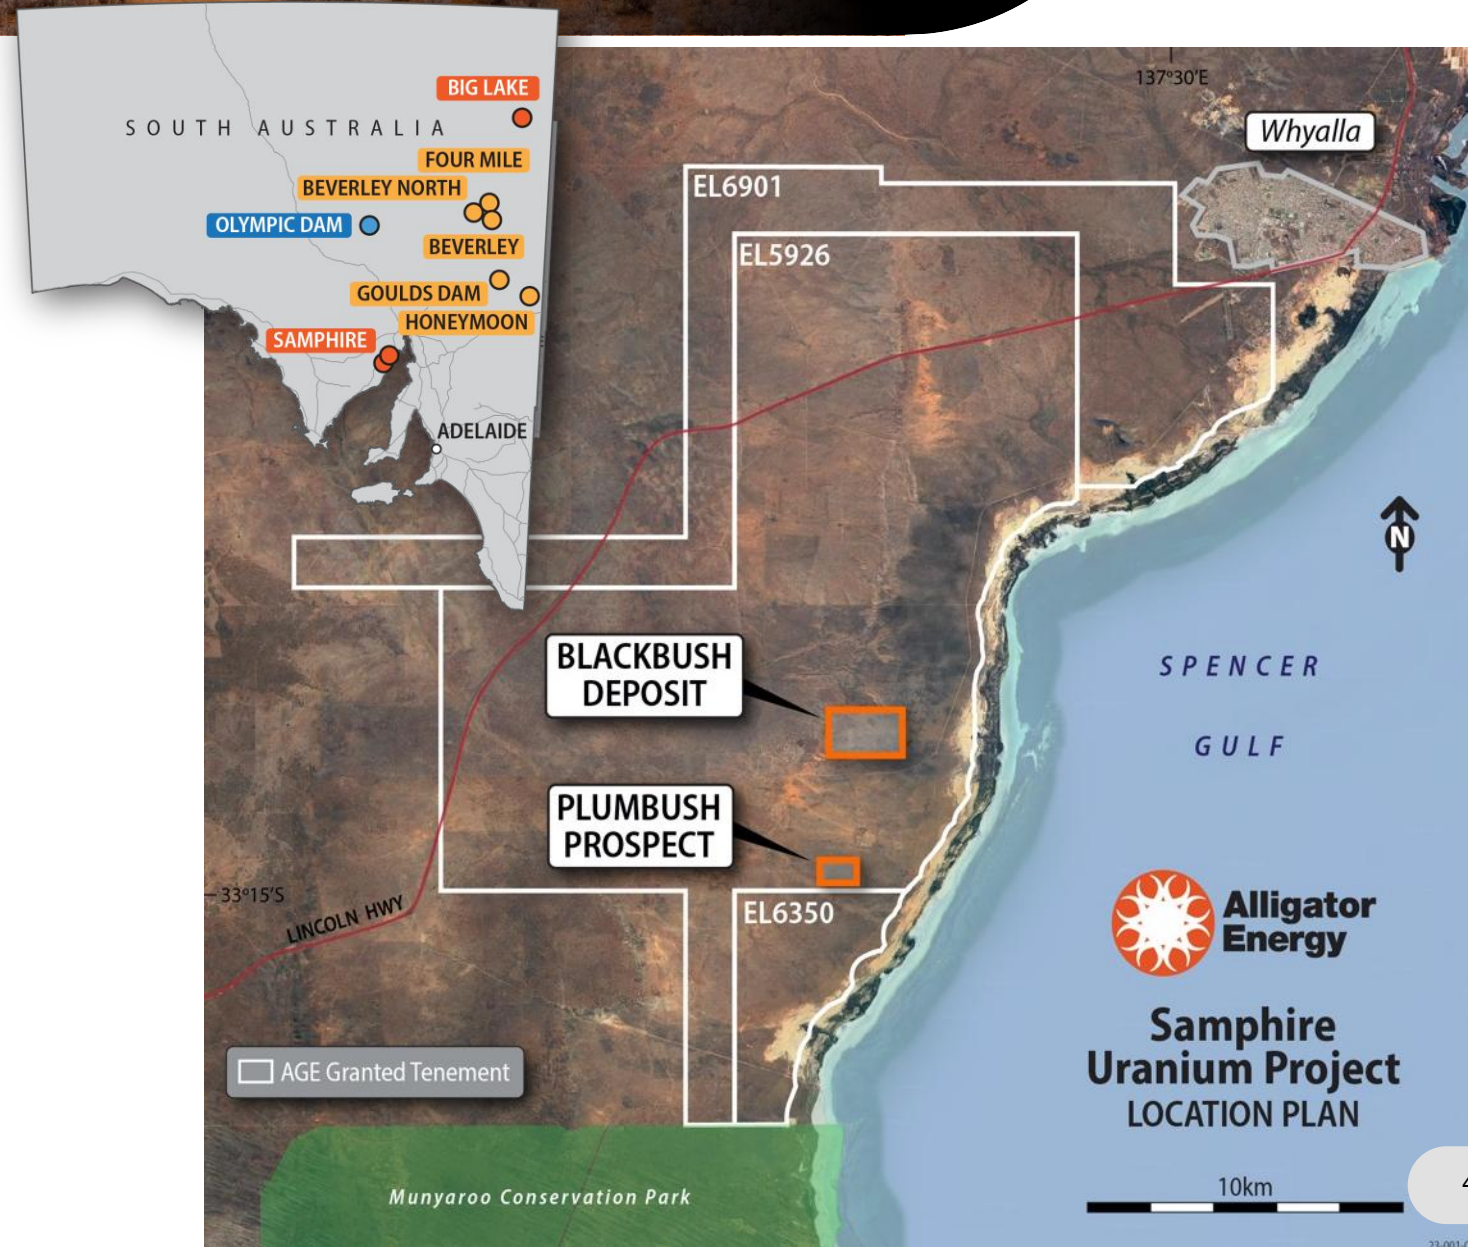 SOUTH AUSTRALIA
BIG LAKE
FOUR MILE
BEVERLEY NORTH
OLYMPIC DAM
BEVERLEY
GOULDS DAM
HONEYMOON
SAMPHIRE
ADELAIDE
137°30'E
Whyalla
EL6901
EL5926
N
BLACKBUSH
DEPOSIT
SPENCER
GULF
PLUMBUSH
PROSPECT
33°15'S
LINCOLN HWY
EL6350
Alligator
Energy
Samphire
Uranium Project
LOCATION PLAN
AGE Granted Tenement
Munyaroo Conservation Park
10km